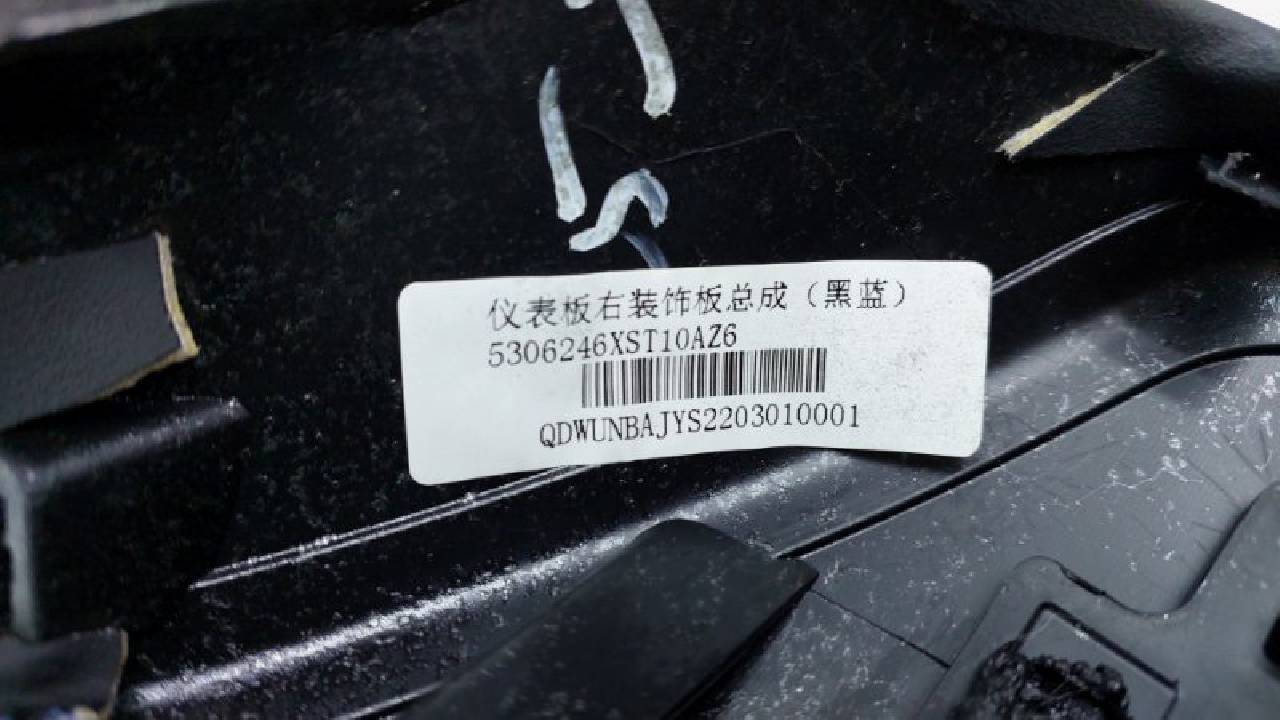 仪表板右装饰板总成（黑蓝）
5306246XST10AZ6
QDWUNBAJYS2203010001